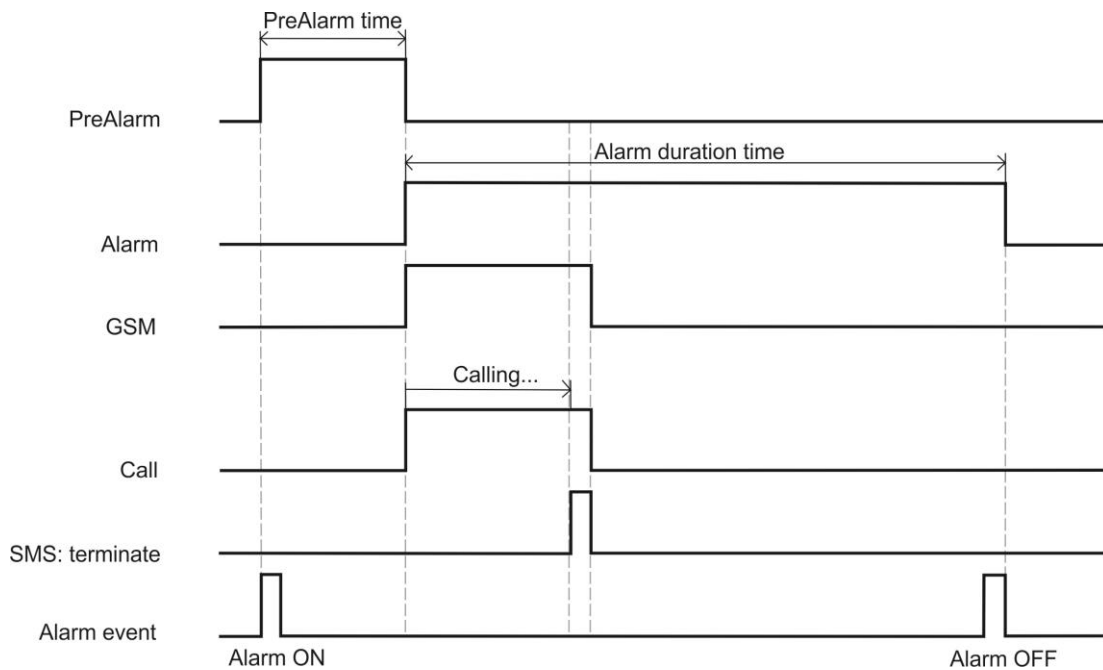 PreAlarm time
PreAlarm
Alarm duration time
Alarm
GSM
Calling...
Call
SMS: terminate
Alarm event
Alarm ON
Alarm OFF